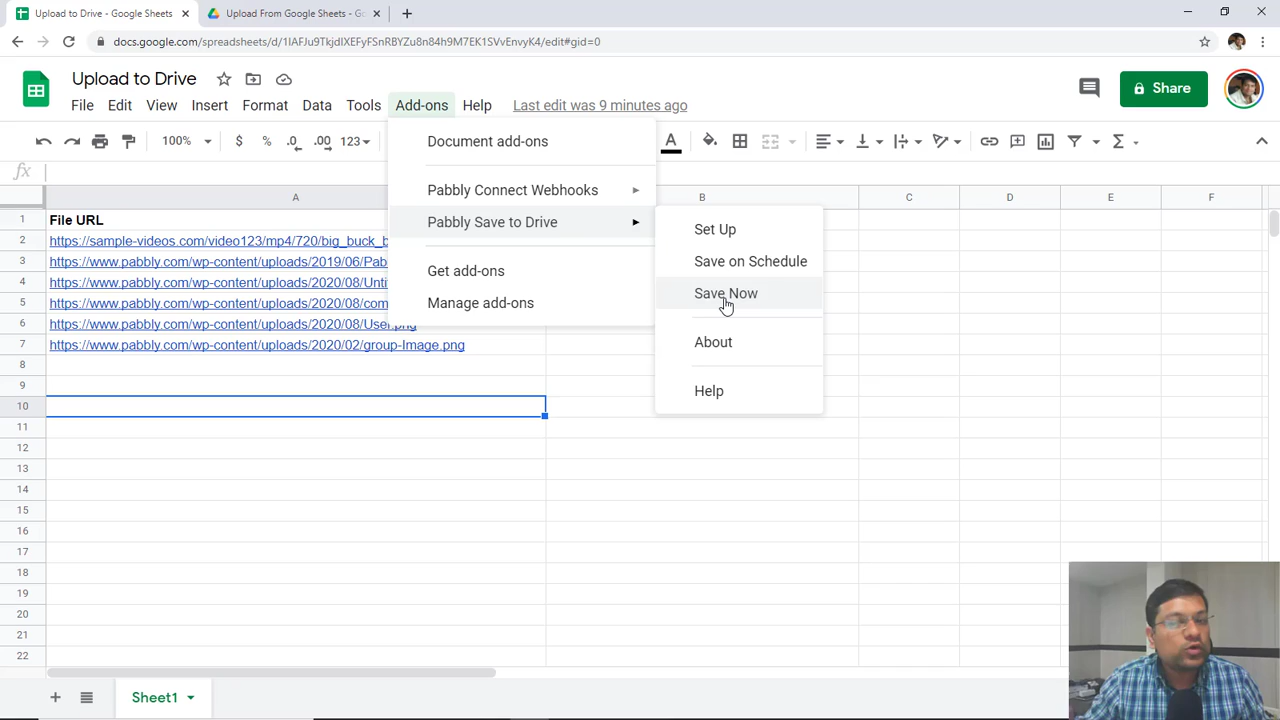 Upload to Drive - Google Sheets
Upload From Google Sheets - Go
docs.google.com/spreadsheets/d/1IAFJu9TkjdIXEFyFSnRBYZu8n84h9M7EK1SVvEnvyK4/edit#gid=0
Upload to Drive
Share
File Edit View Insert Format Data Tools Add-ons Help Last edit was 9 minutes ago
100% $ % .0 .00 123 A
fx
Document add-ons
Pabbly Connect Webhooks
Pabbly Save to Drive
Get add-ons
Manage add-ons
Set Up
Save on Schedule
Save Now
About
Help
A B C D E F
1 File URL
2 https://sample-videos.com/video123/mp4/720/big_buck_b
3 https://www.pabbly.com/wp-content/uploads/2019/06/Pab
4 https://www.pabbly.com/wp-content/uploads/2020/08/Unti
5 https://www.pabbly.com/wp-content/uploads/2020/08/com
6 https://www.pabbly.com/wp-content/uploads/2020/08/User.png
7 https://www.pabbly.com/wp-content/uploads/2020/02/group-Image.png
8
9
10
11
12
13
14
15
16
17
18
19
20
21
22
Sheet1